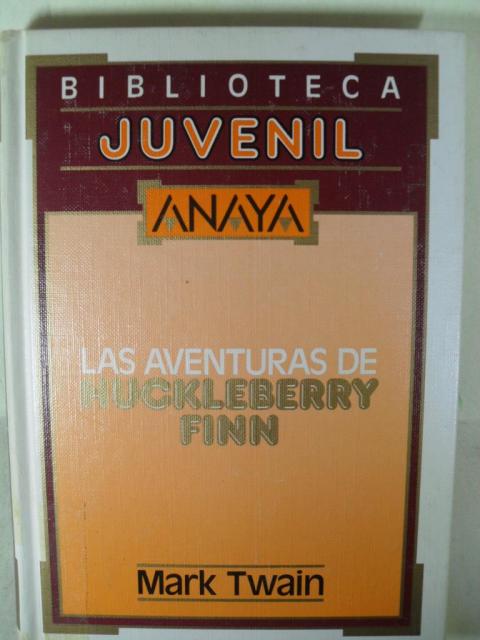 BIBLIOTECA
JUVENIL
ANAYA
LAS AVENTURAS DE
HUCKLEBERRY
FINN
Mark Twain